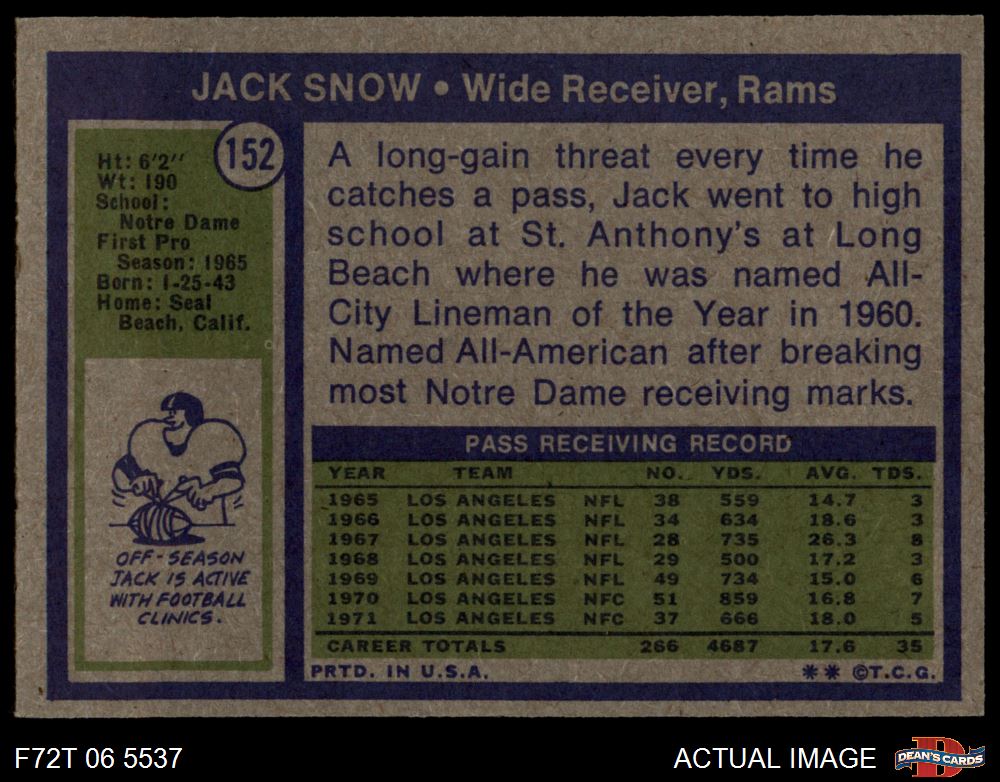 JACK SNOW • Wide Receiver, Rams
152
Ht: 6'2"
Wt: 190
School:
Notre Dame
First Pro
Season: 1965
Born: 1-25-43
Home: Seal
Beach, Calif.
OFF-SEASON
JACK IS ACTIVE
WITH FOOTBALL
CLINICS.
A long-gain threat every time he
catches a pass, Jack went to high
school at St. Anthony's at Long
Beach where he was named All-
City Lineman of the Year in 1960.
Named All-American after breaking
most Notre Dame receiving marks.
PASS RECEIVING RECORD
YEAR TEAM NO. YDS. AVG. TDS.
1965 LOS ANGELES NFL 38 559 14.7 3
1966 LOS ANGELES NFL 34 634 18.6 3
1967 LOS ANGELES NFL 28 735 26.3 8
1968 LOS ANGELES NFL 29 500 17.2 3
1969 LOS ANGELES NFL 49 734 15.0 6
1970 LOS ANGELES NFC 51 859 16.8 7
1971 LOS ANGELES NFC 37 666 18.0 5
CAREER TOTALS 266 4687 17.6 35
PRTD. IN U.S.A. ** ©T.C.G.
F72T 06 5537
ACTUAL IMAGE
D
DEAN'S CARDS